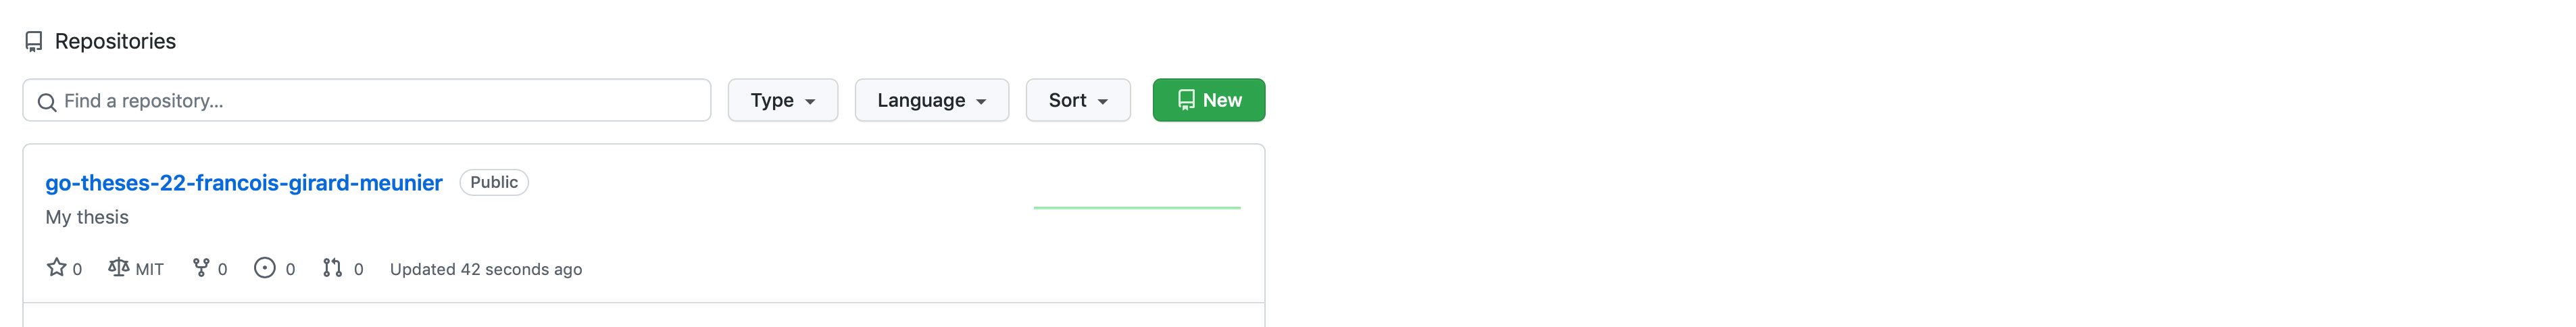 Repositories
Find a repository... Type Language Sort New
go-theses-22-francois-girard-meunier Public
My thesis
0 MIT 0 0 0 Updated 42 seconds ago